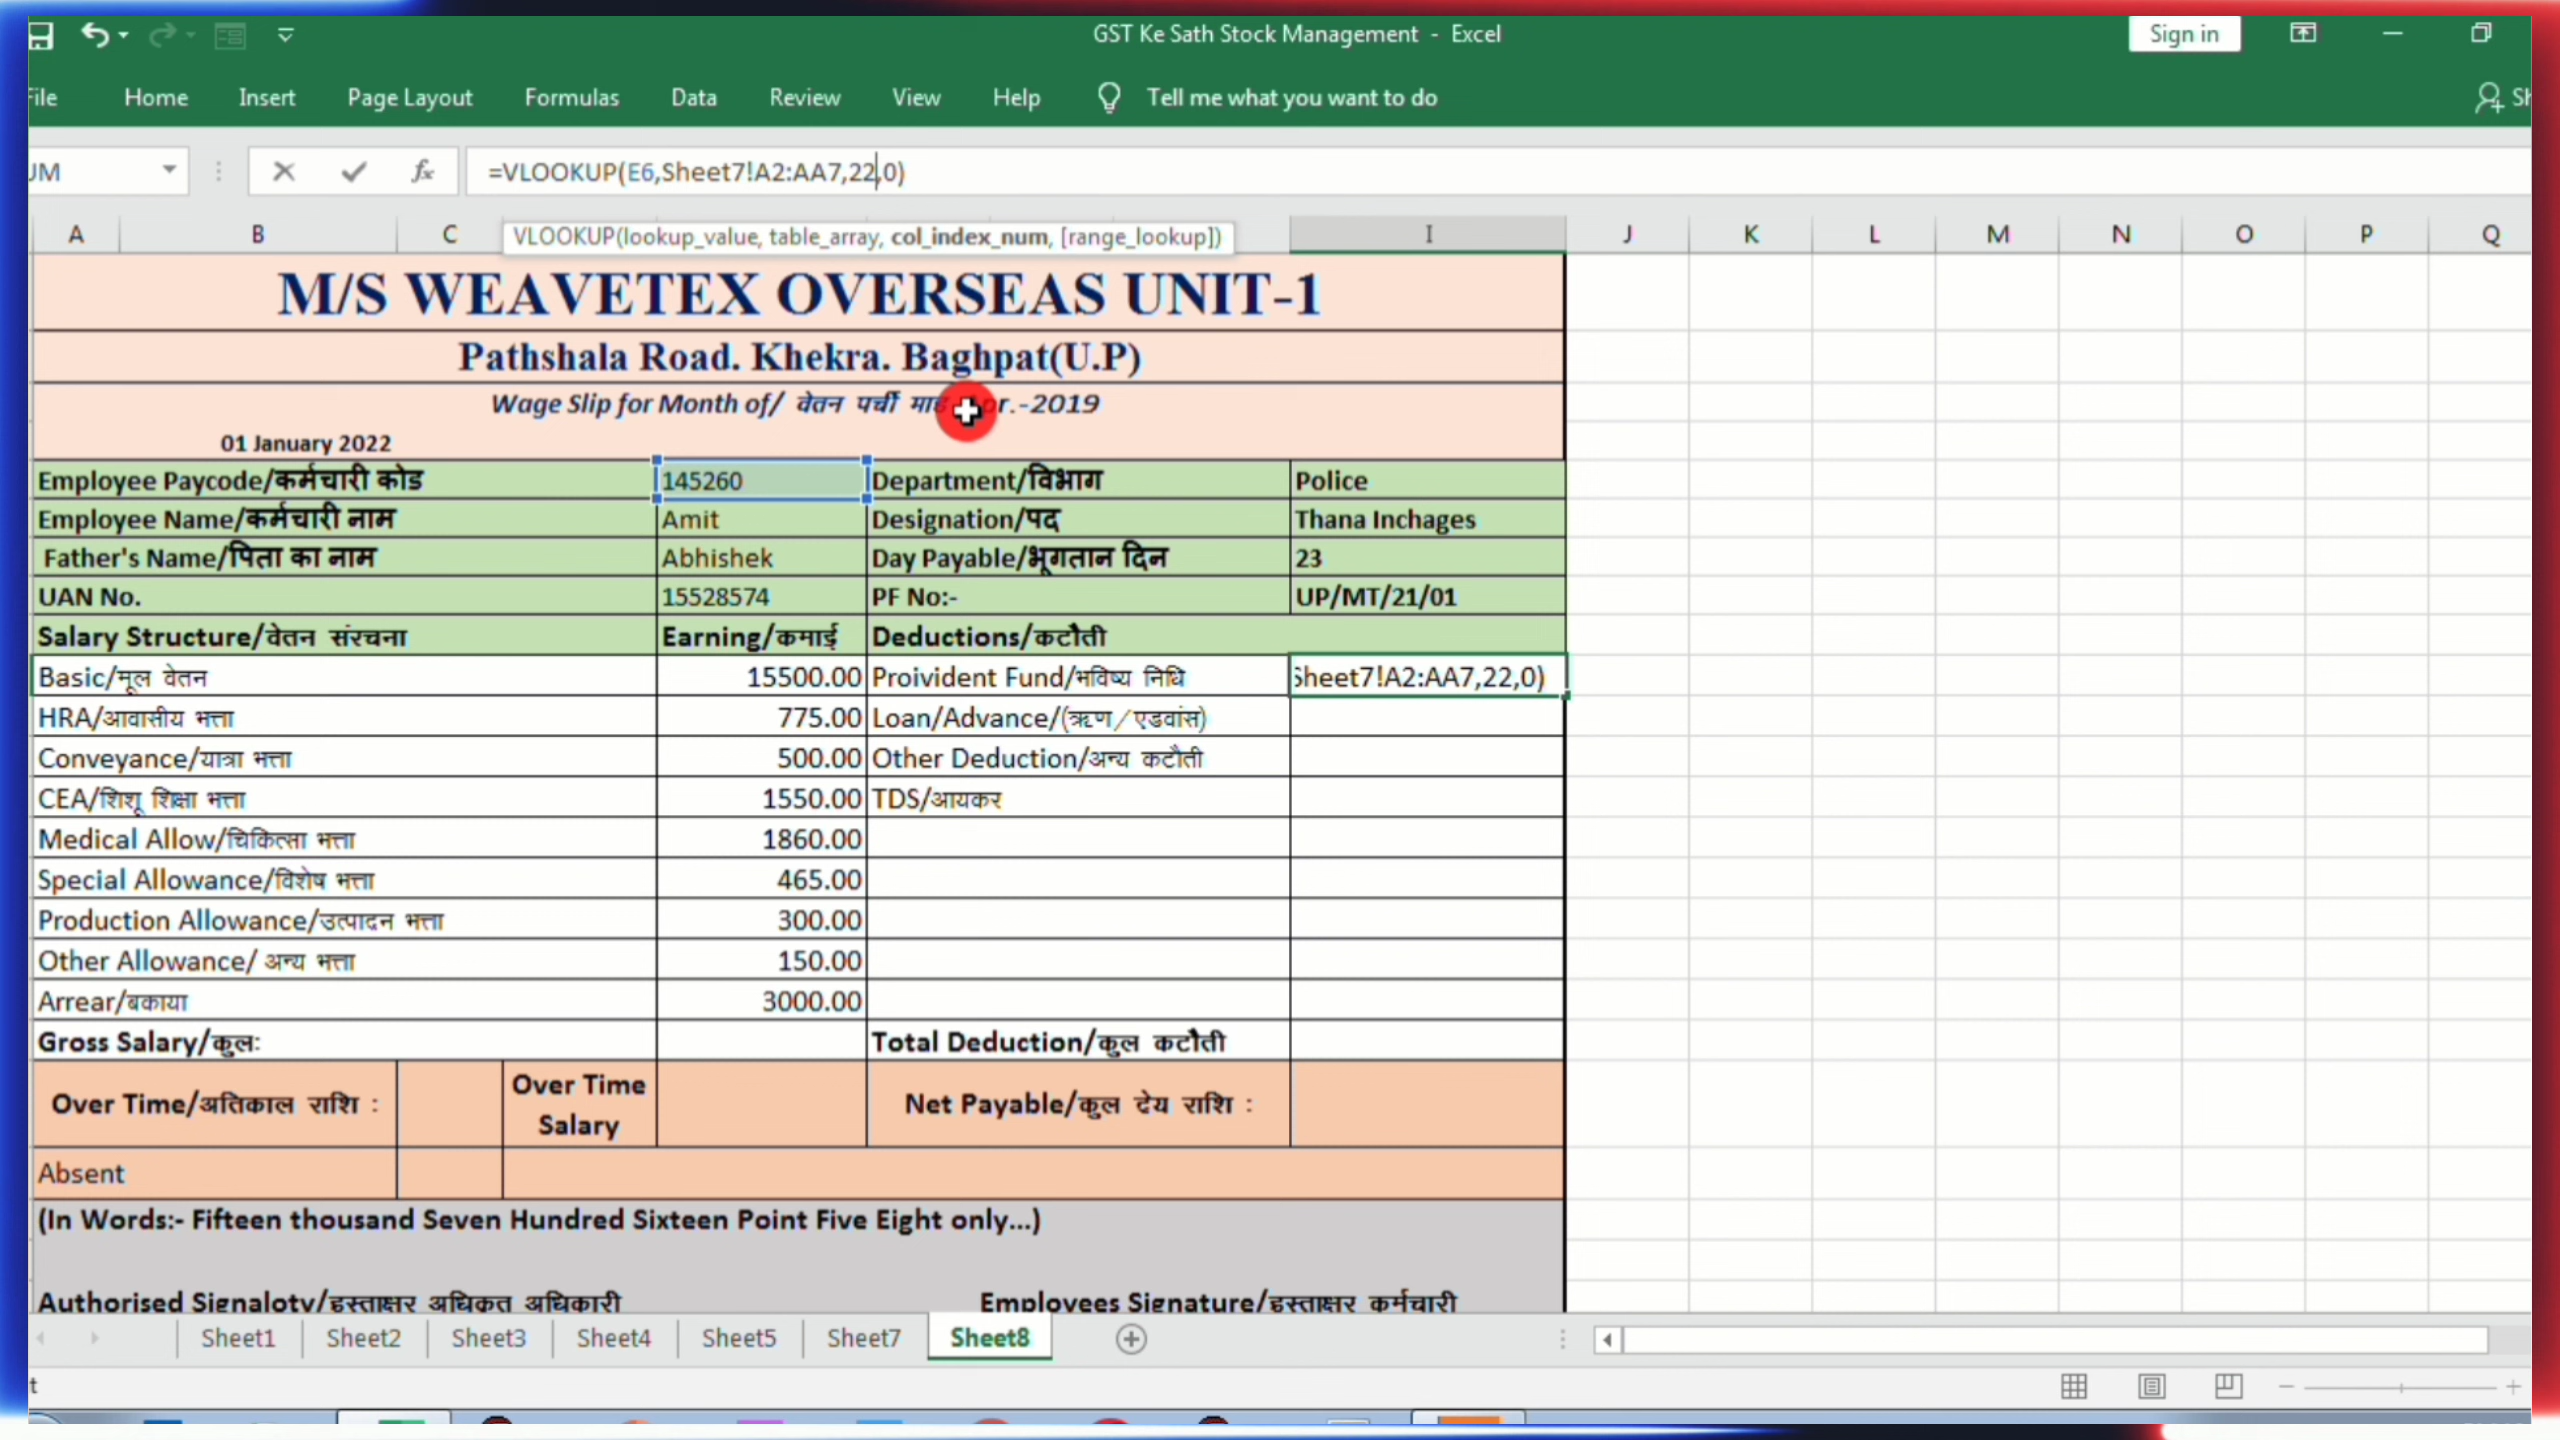 GST Ke Sath Stock Management - Excel
Sign in
File Home Insert Page Layout Formulas Data Review View Help Tell me what you want to do
=VLOOKUP(E6,Sheet7!A2:AA7,22,0)
VLOOKUP(lookup_value, table_array, col_index_num, [range_lookup])
A B C I J K L M N O P Q
M/S WEAVETEX OVERSEAS UNIT-1
Pathshala Road. Khekra. Baghpat(U.P)
Wage Slip for Month of/ वेतन पर्ची माह r.-2019
01 January 2022
Employee Paycode/कर्मचारी कोड 145260 Department/विभाग Police
Employee Name/कर्मचारी नाम Amit Designation/पद Thana Inchages
Father's Name/पिता का नाम Abhishek Day Payable/भूगतान दिन 23
UAN No. 15528574 PF No:- UP/MT/21/01
Salary Structure/वेतन संरचना Earning/कमाई Deductions/कटौती
Basic/मूल वेतन 15500.00 Proivident Fund/भविष्य निधि Sheet7!A2:AA7,22,0)
HRA/आवासीय भत्ता 775.00 Loan/Advance/(ऋण/एडवांस)
Conveyance/यात्रा भत्ता 500.00 Other Deduction/अन्य कटौती
CEA/शिशू शिक्षा भत्ता 1550.00 TDS/आयकर
Medical Allow/चिकित्सा भत्ता 1860.00
Special Allowance/विशेष भत्ता 465.00
Production Allowance/उत्पादन भत्ता 300.00
Other Allowance/ अन्य भत्ता 150.00
Arrear/बकाया 3000.00
Gross Salary/कुल: Total Deduction/कुल कटौती
Over Time/अतिकाल राशि : Over Time Salary Net Payable/कुल देय राशि :
Absent
(In Words:- Fifteen thousand Seven Hundred Sixteen Point Five Eight only...)
Authorised Signaloty/हस्ताक्षर अधिकृत अधिकारी Employees Signature/हस्ताक्षर कर्मचारी
Sheet1 Sheet2 Sheet3 Sheet4 Sheet5 Sheet7 Sheet8